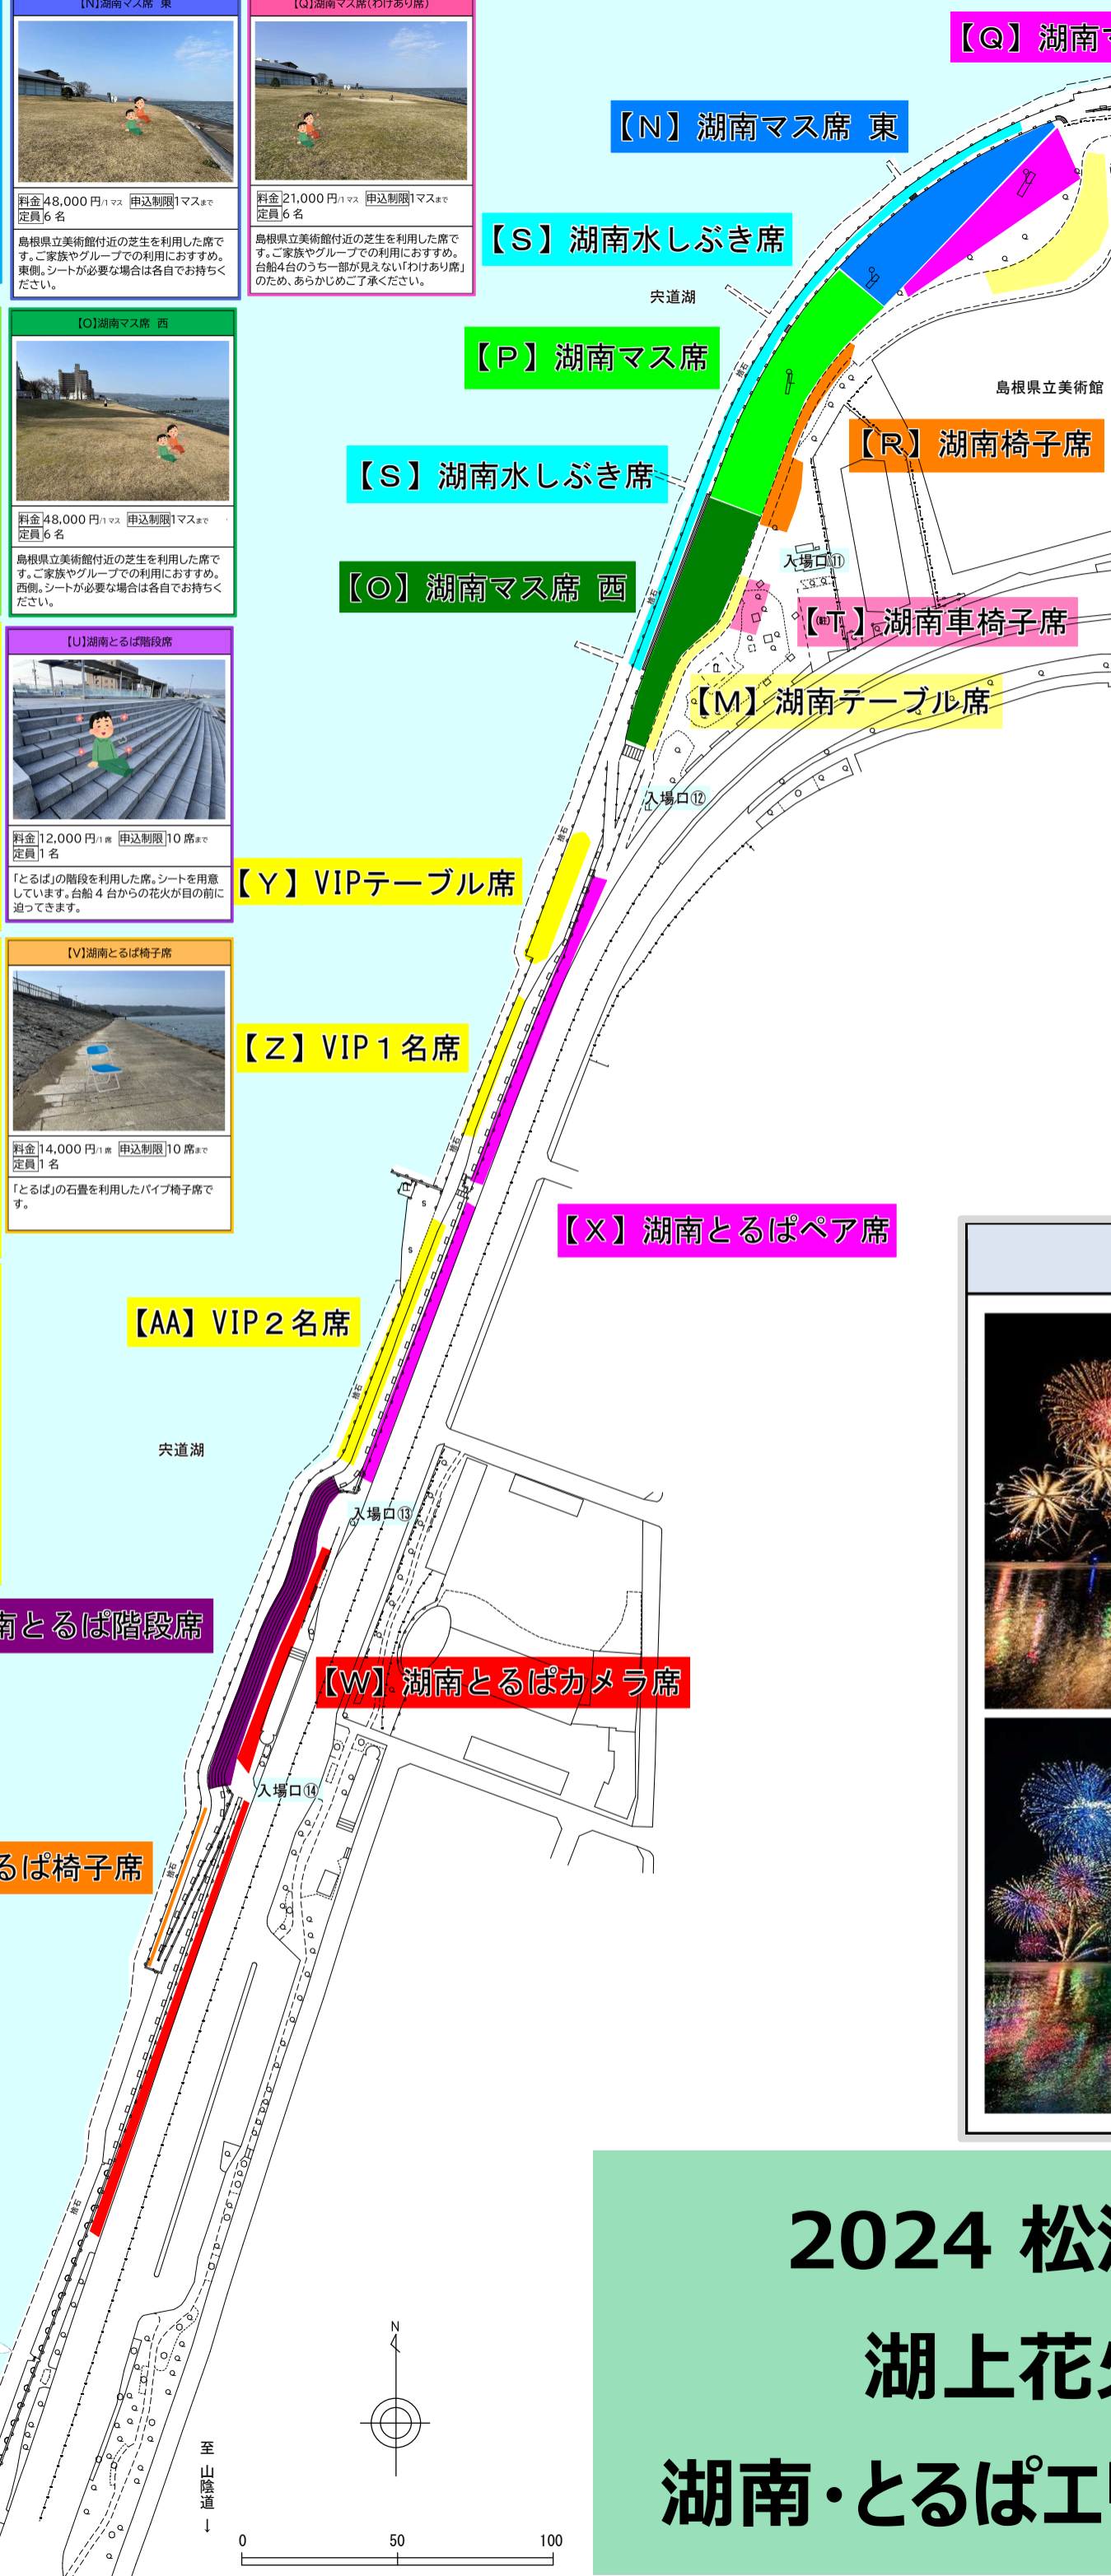 【N】湖南マス席 東
料金 48,000 円/1マス 申込制限 1マスまで
定員 6 名
島根県立美術館付近の芝生を利用した席で
す。ご家族やグループでの利用におすすめ。
東側。シートが必要な場合は各自でお持ちく
ださい。
【Q】湖南マス席(わけあり席)
料金 21,000 円/1マス 申込制限 1マスまで
定員 6 名
島根県立美術館付近の芝生を利用した席で
す。ご家族やグループでの利用におすすめ。
台船4台のうち一部が見えない「わけあり席」
のため、あらかじめご了承ください。
【O】湖南マス席 西
料金 48,000 円/1マス 申込制限 1マスまで
定員 6 名
島根県立美術館付近の芝生を利用した席で
す。ご家族やグループでの利用におすすめ。
西側。シートが必要な場合は各自でお持ちく
ださい。
【U】湖南とるぱ階段席
料金 12,000 円/1席 申込制限 10 席まで
定員 1 名
「とるぱ」の階段を利用した席。シートを用意
しています。台船 4 台からの花火が目の前に
迫ってきます。
【V】湖南とるぱ椅子席
料金 14,000 円/1席 申込制限 10 席まで
定員 1 名
「とるぱ」の石畳を利用したパイプ椅子席で
す。
【Q】湖南
【N】湖南マス席 東
【S】湖南水しぶき席
宍道湖
【P】湖南マス席
捨石
島根県立美術館
【R】湖南椅子席
【S】湖南水しぶき席
入場口⑪
【O】湖南マス席 西
捨石
【T】湖南車椅子席
【M】湖南テーブル席
入場口⑫
捨石
【Y】VIPテーブル席
【Z】VIP1名席
捨石
【X】湖南とるぱペア席
【AA】VIP2名席
捨石
宍道湖
入場口⑬
南とるぱ階段席
【W】湖南とるぱカメラ席
入場口⑭
るぱ椅子席
捨石
捨石
N
至 山陰道 ↓
0 50 100
2024 松
湖上花
湖南・とるぱエ